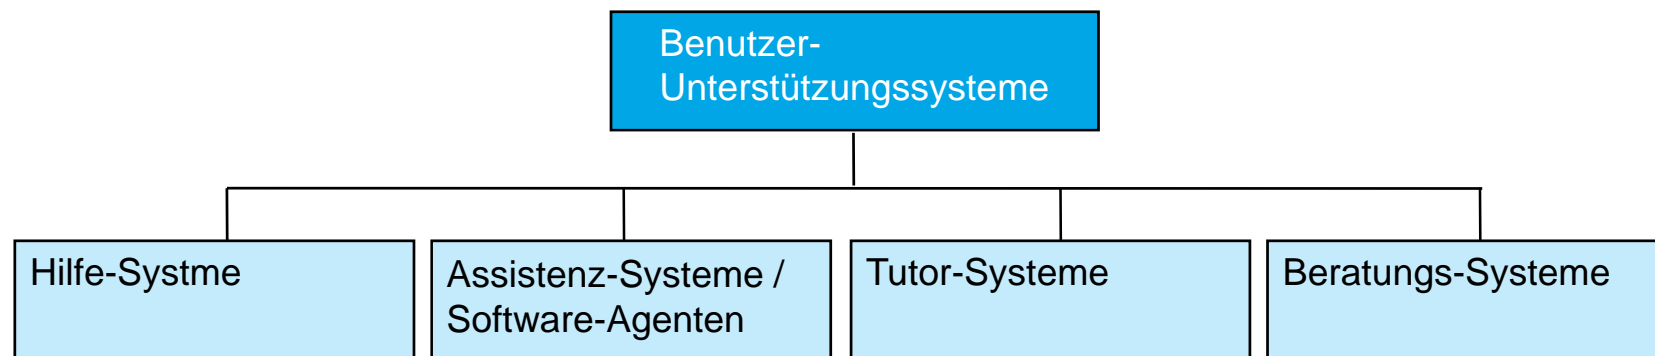 Benutzer-
Unterstützungssysteme
Hilfe-Systme
Assistenz-Systeme /
Software-Agenten
Tutor-Systeme
Beratungs-Systeme